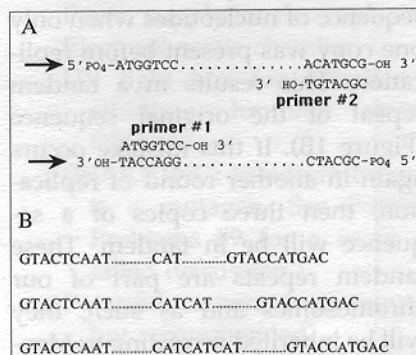 A
5' PO4-ATGGTCC..................ACATGCG-OH 3'
3' HO-TGTACGC
primer #2
primer #1
ATGGTCC-OH 3'
3'OH-TACCAGG..................CTACGC-PO4 5'
B
GTACTCAAT..........CAT..........GTACCATGAC
GTACTCAAT..........CATCAT..........GTACCATGAC
GTACTCAAT..........CATCATCAT..........GTACCATGAC